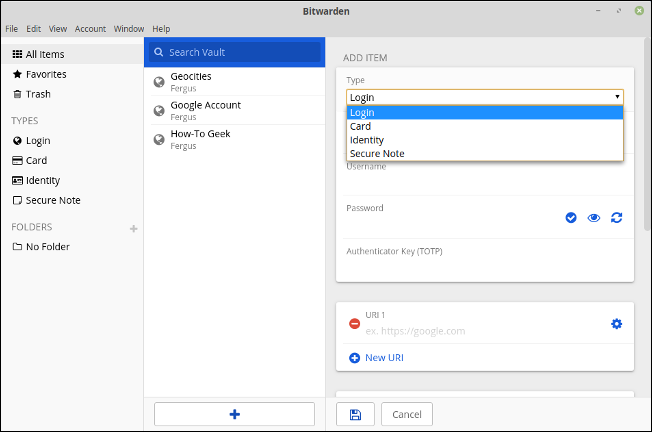 Bitwarden
File Edit View Account Window Help
All Items
Favorites
Trash
TYPES
Login
Card
Identity
Secure Note
FOLDERS
No Folder
Search Vault
Geocities
Fergus
Google Account
Fergus
How-To Geek
Fergus
ADD ITEM
Type
Login
Login
Card
Identity
Secure Note
Username
Password
Authenticator Key (TOTP)
URI 1
ex. https://google.com
New URI
Cancel